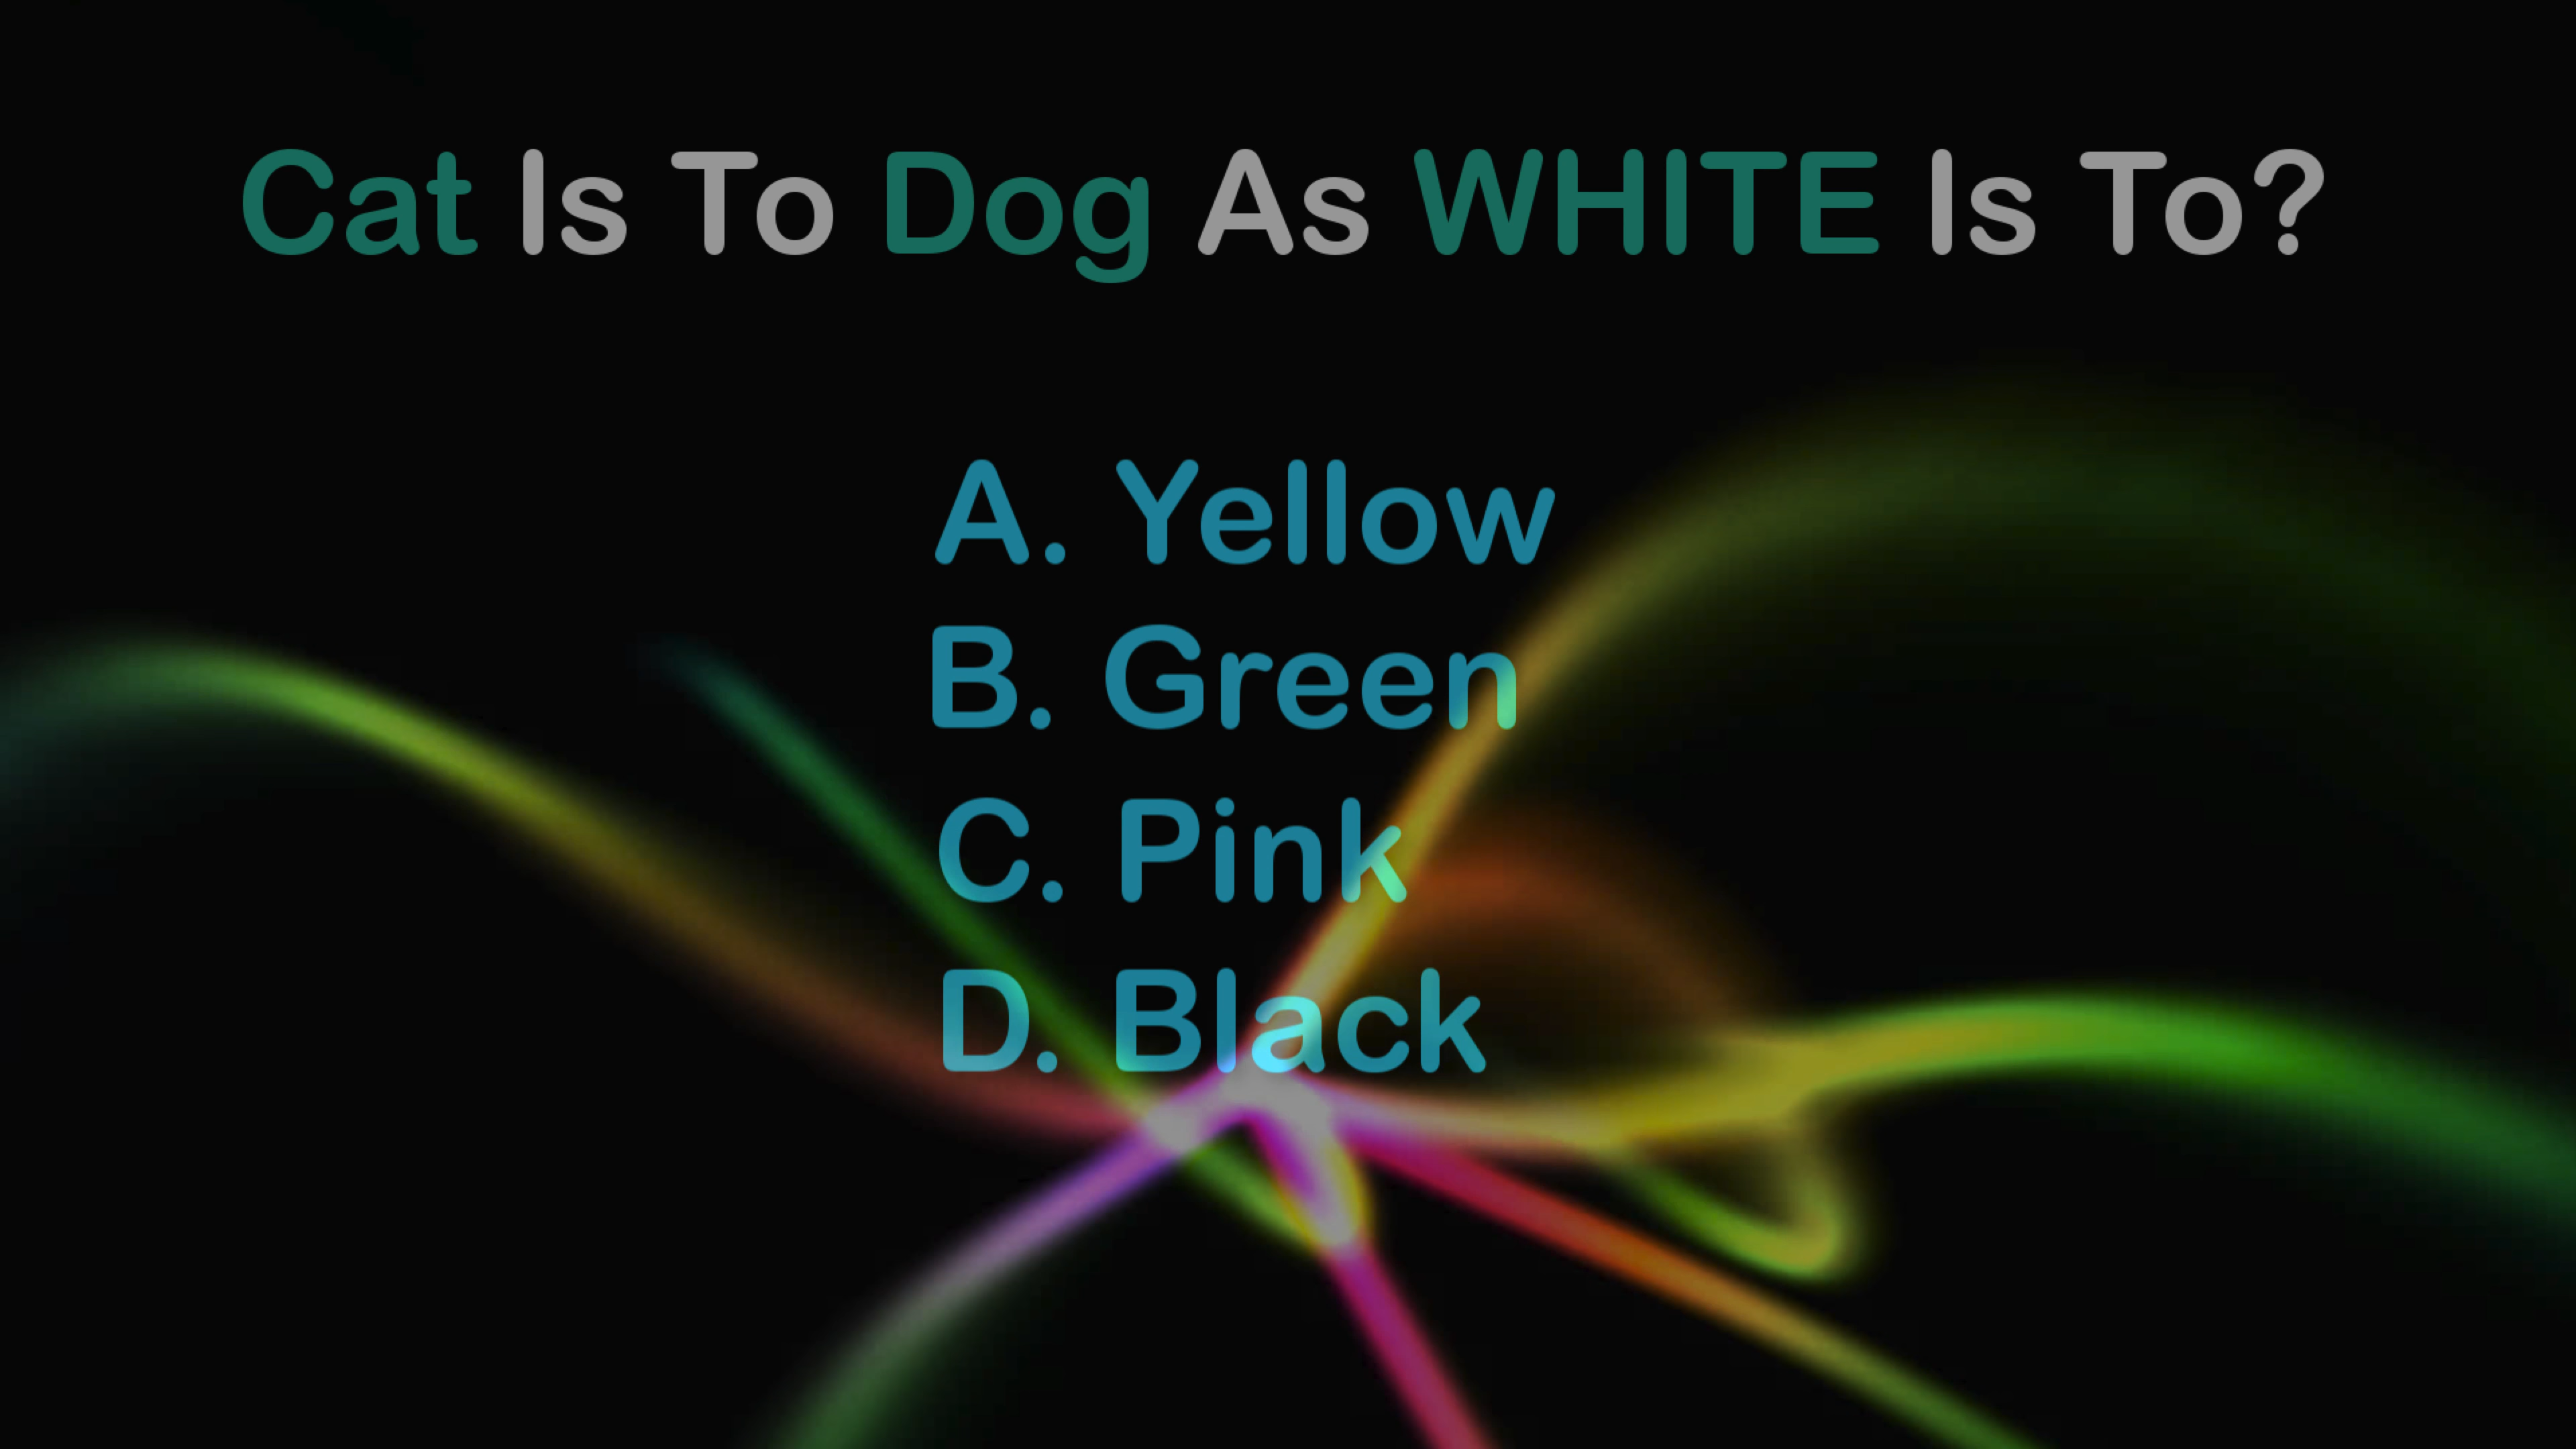 Cat Is To Dog As WHITE Is To?
A. Yellow
B. Green
C. Pink
D. Black